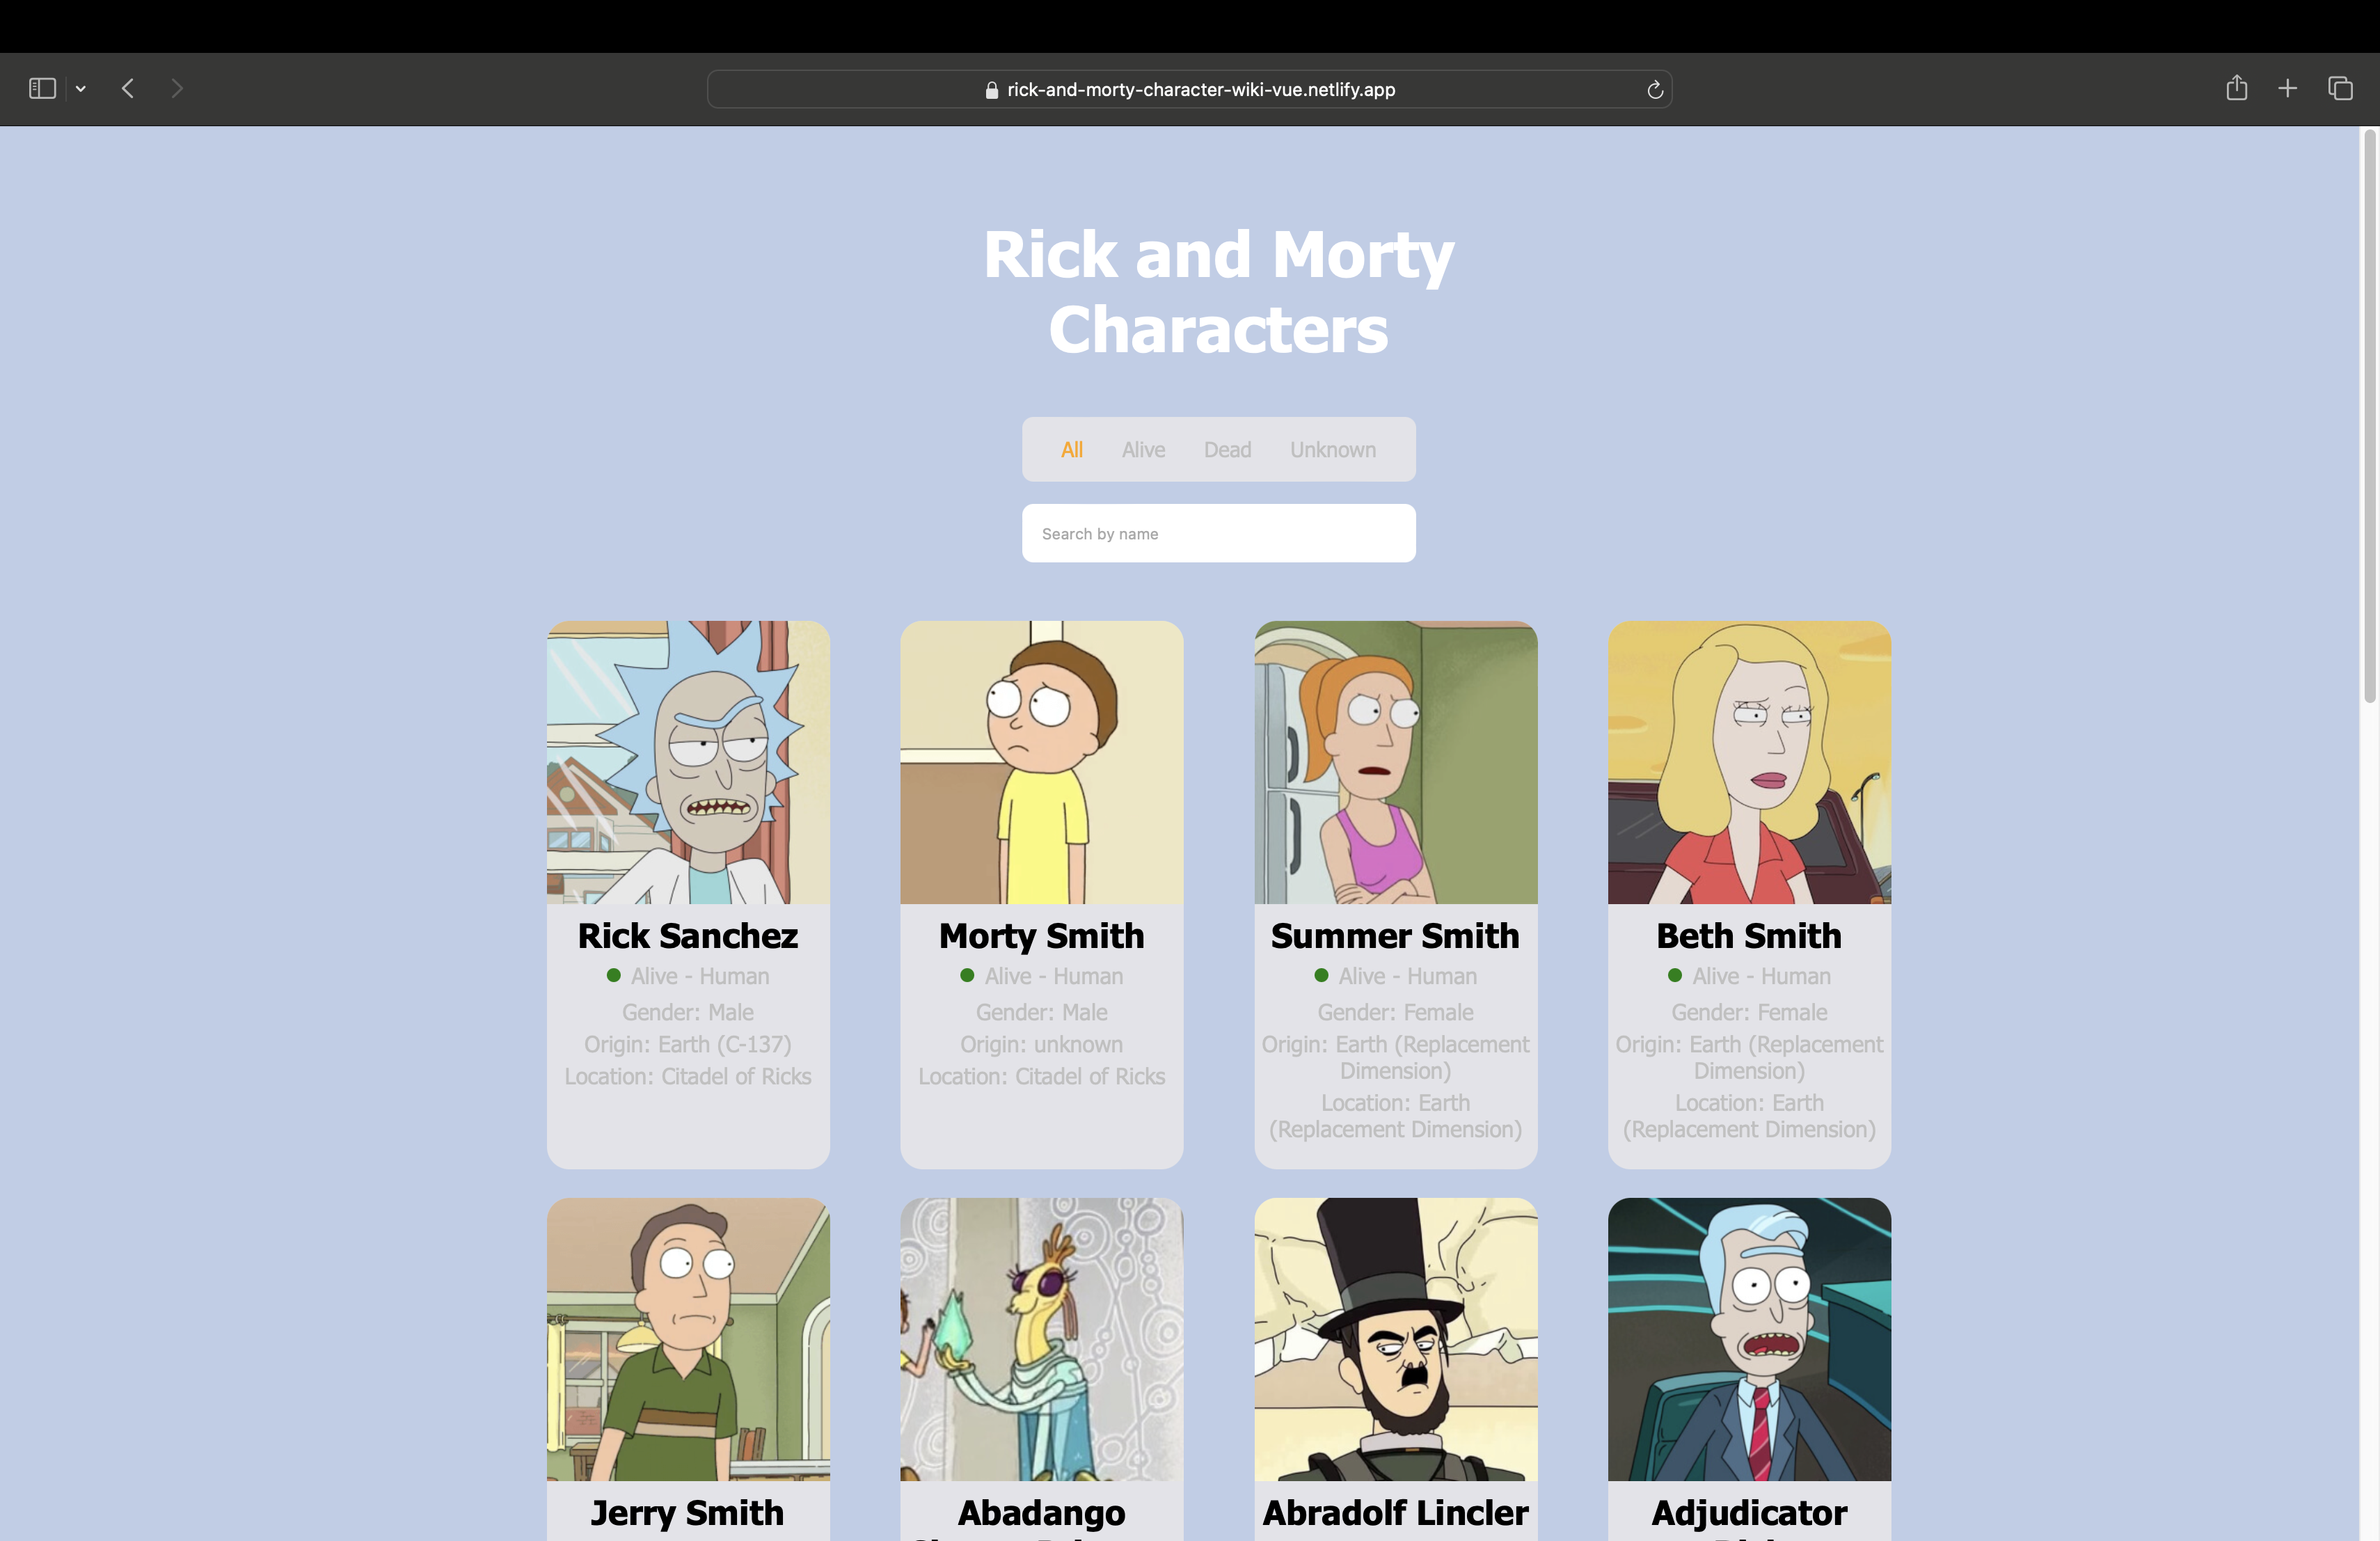 rick-and-morty-character-wiki-vue.netlify.app
Rick and Morty
Characters
All Alive Dead Unknown
Search by name
Rick Sanchez
Alive - Human
Gender: Male
Origin: Earth (C-137)
Location: Citadel of Ricks
Morty Smith
Alive - Human
Gender: Male
Origin: unknown
Location: Citadel of Ricks
Summer Smith
Alive - Human
Gender: Female
Origin: Earth (Replacement
Dimension)
Location: Earth
(Replacement Dimension)
Beth Smith
Alive - Human
Gender: Female
Origin: Earth (Replacement
Dimension)
Location: Earth
(Replacement Dimension)
Jerry Smith
Abadango
Abradolf Lincler
Adjudicator